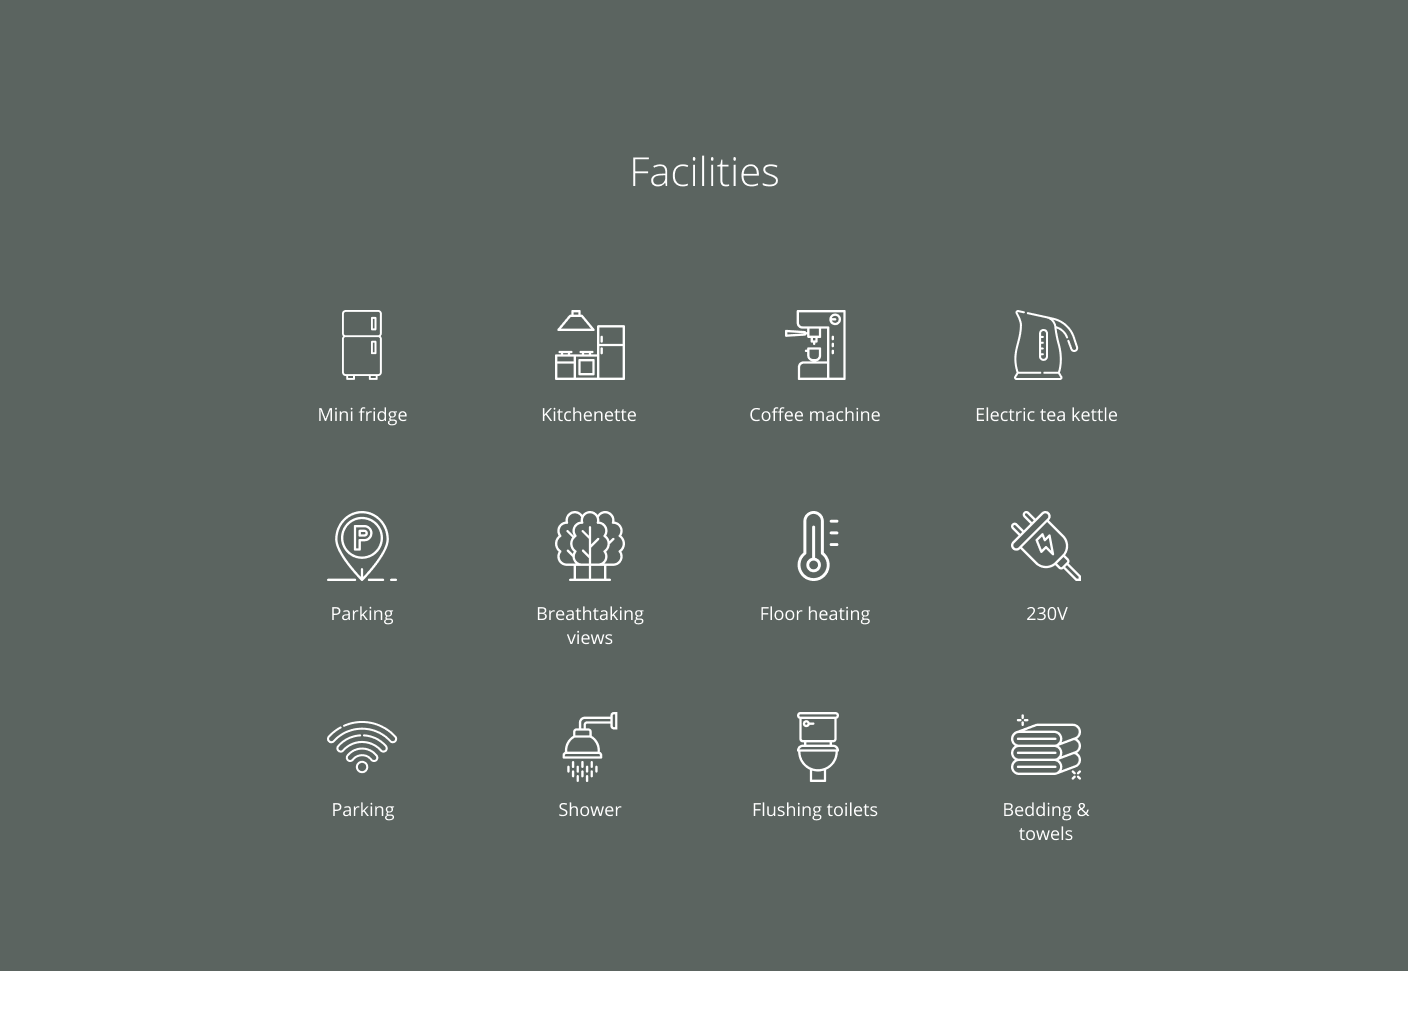 Facilities
Mini fridge
Kitchenette
Coffee machine
Electric tea kettle
P
Parking
Breathtaking
views
Floor heating
230V
Parking
Shower
Flushing toilets
Bedding &
towels